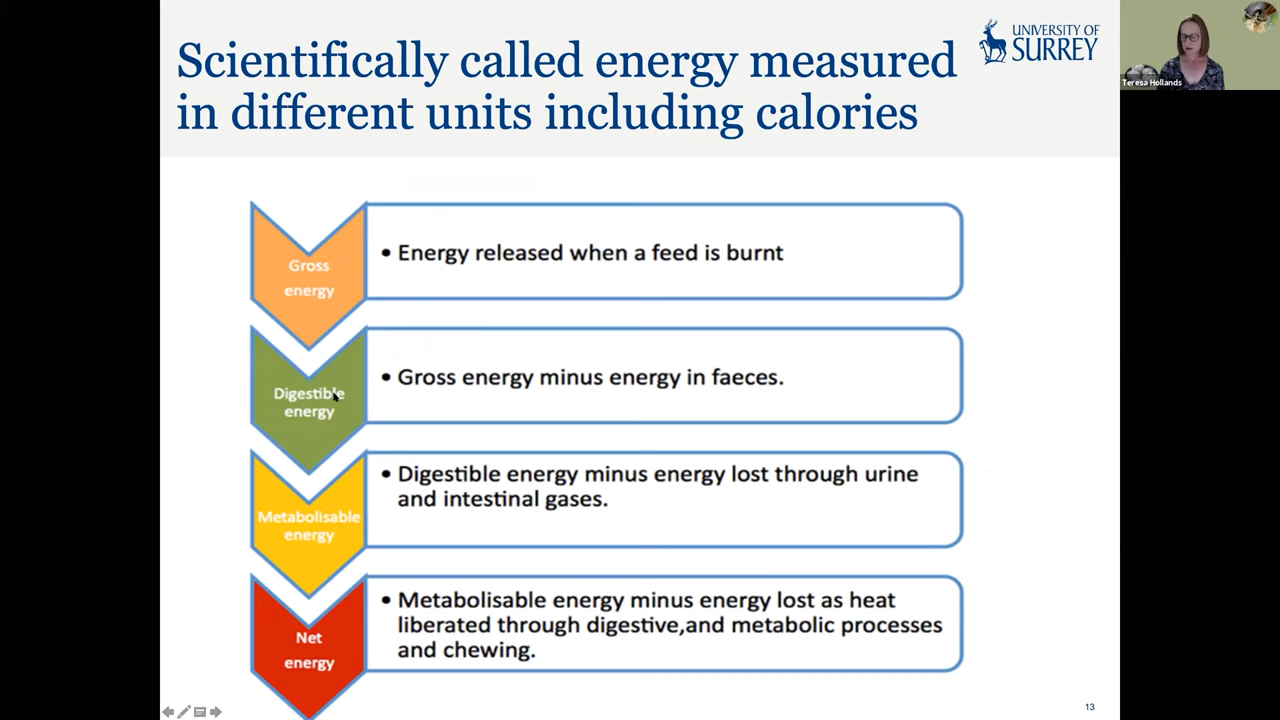 Scientifically called energy measured
in different units including calories
UNIVERSITY OF
SURREY
Teresa Hollands
Gross
energy
• Energy released when a feed is burnt
Digestible
energy
• Gross energy minus energy in faeces.
Metabolisable
energy
• Digestible energy minus energy lost through urine
and intestinal gases.
Net
energy
• Metabolisable energy minus energy lost as heat
liberated through digestive,and metabolic processes
and chewing.
13